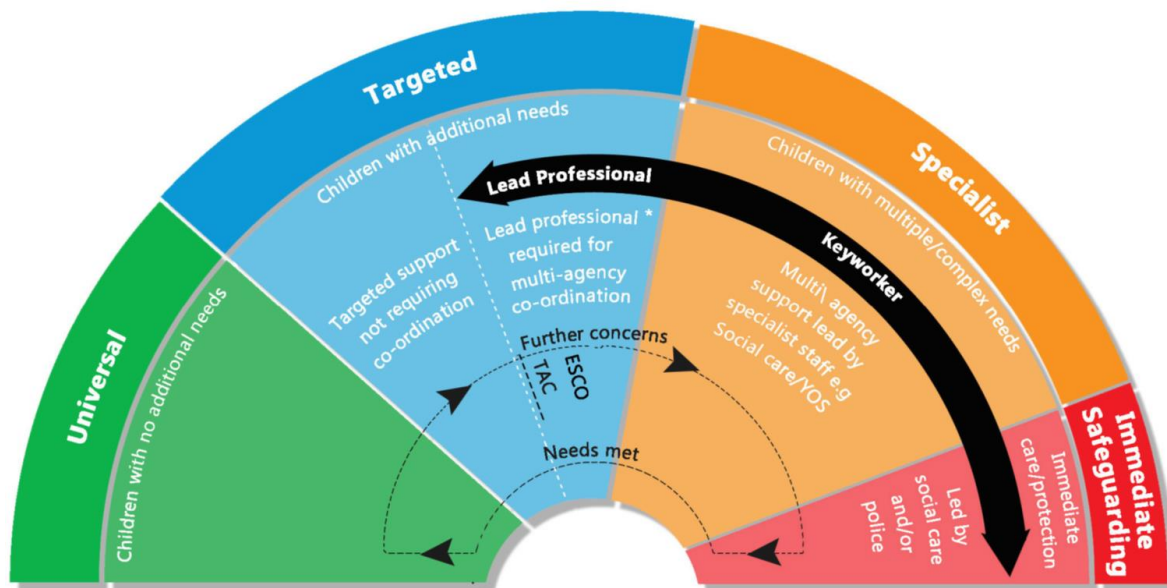 Universal
Children with no additional needs
Targeted
Children with additional needs
Targeted support
not requiring
co-ordination
Lead professional *
required for
multi-agency
co-ordination
Lead Professional
Keyworker
Specialist
Children with multiple/complex needs
Multi\ agency
support lead by
specialist staff e.g
Social care/YOS
Immediate
Safeguarding
Immediate
care/protection
Led by
social care
and/or
police
Further concerns
ESCO
TAC
Needs met